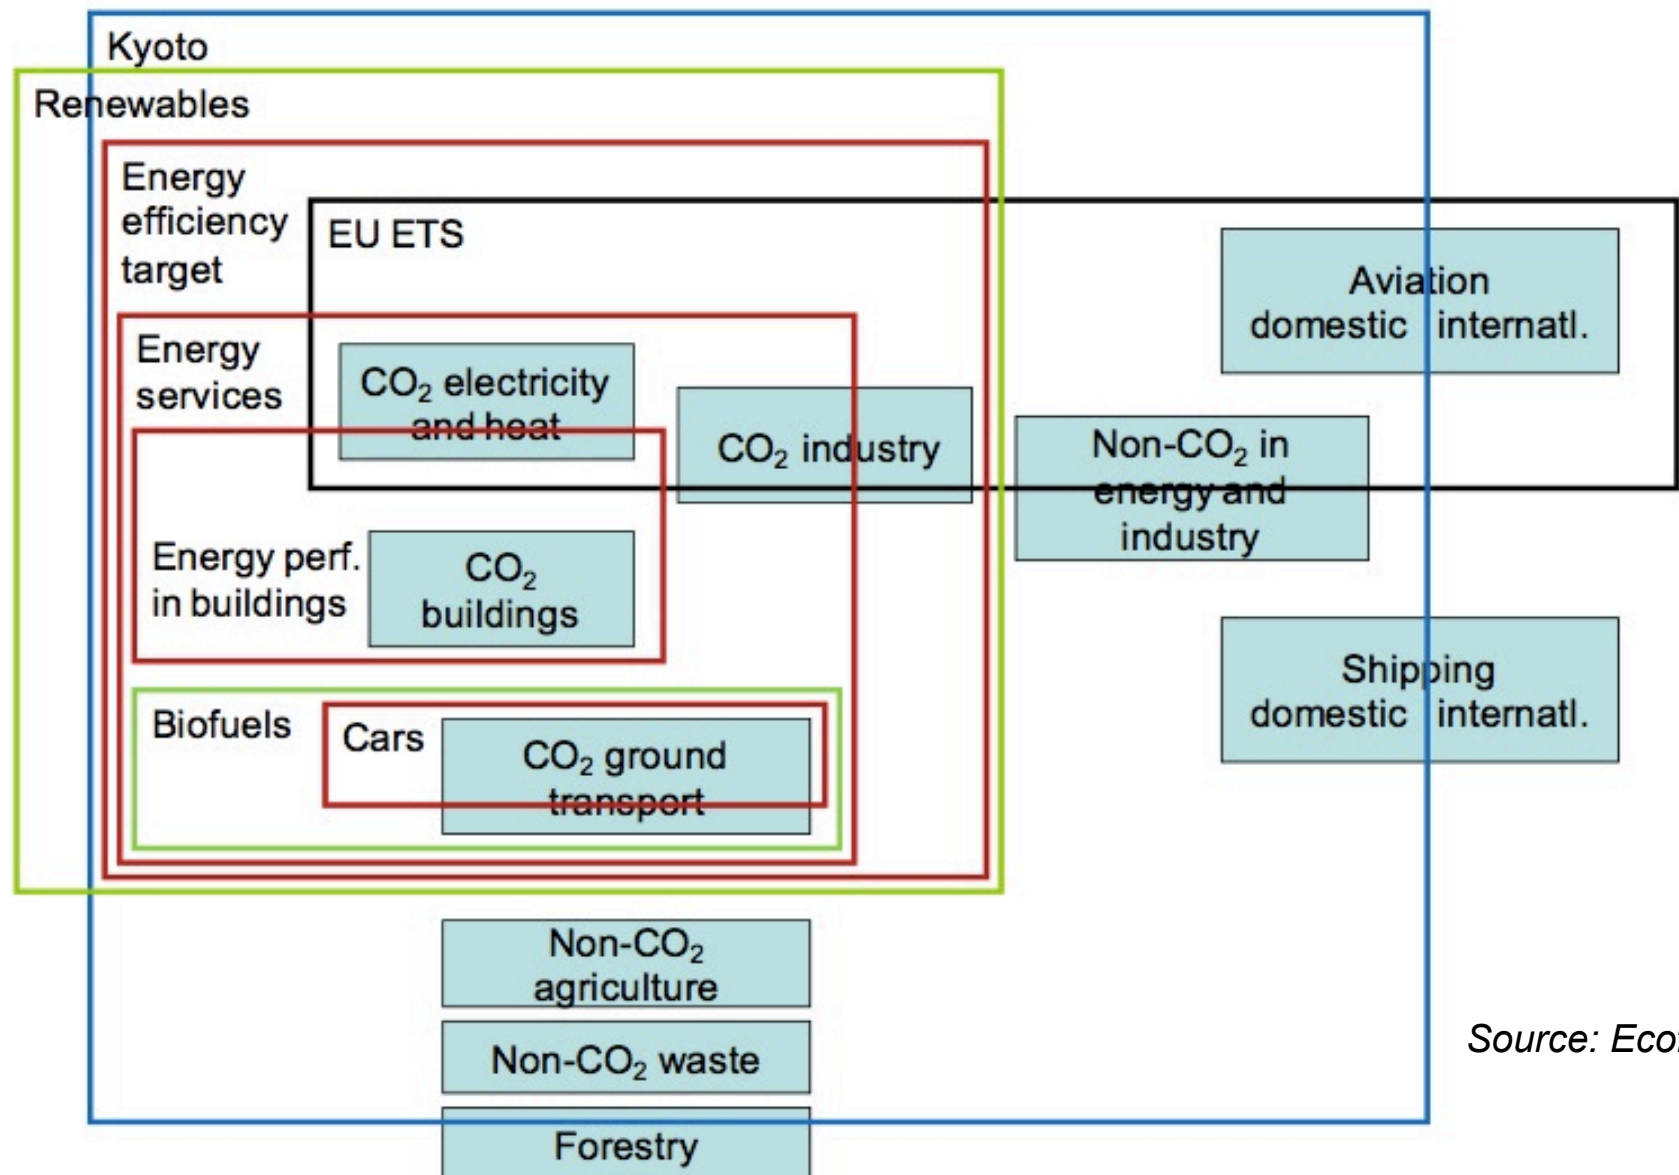 Kyoto
Renewables
Energy
efficiency
target
EU ETS
Aviation
domestic internatl.
Energy
services
CO₂ electricity
and heat
CO₂ industry
Non-CO₂ in
energy and
industry
Energy perf.
in buildings
CO₂
buildings
Shipping
domestic internatl.
Biofuels
Cars
CO₂ ground
transport
Non-CO₂
agriculture
Non-CO₂ waste
Forestry
Source: